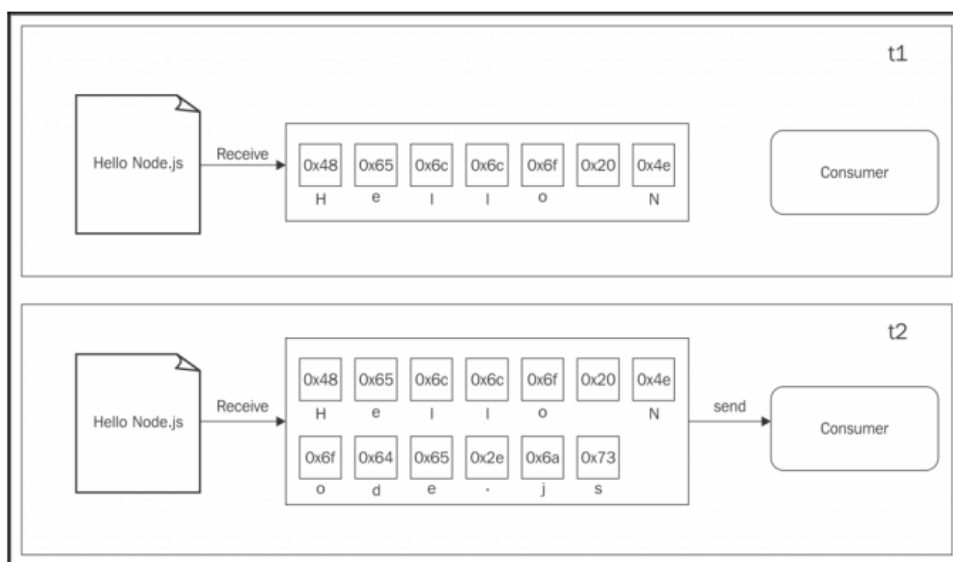 t1
Hello Node.js
Receive
0x48 0x65 0x6c 0x6c 0x6f 0x20 0x4e
H e l l o N
Consumer
t2
Hello Node.js
Receive
0x48 0x65 0x6c 0x6c 0x6f 0x20 0x4e
H e l l o N
0x6f 0x64 0x65 0x2e 0x6a 0x73
o d e . j s
send
Consumer